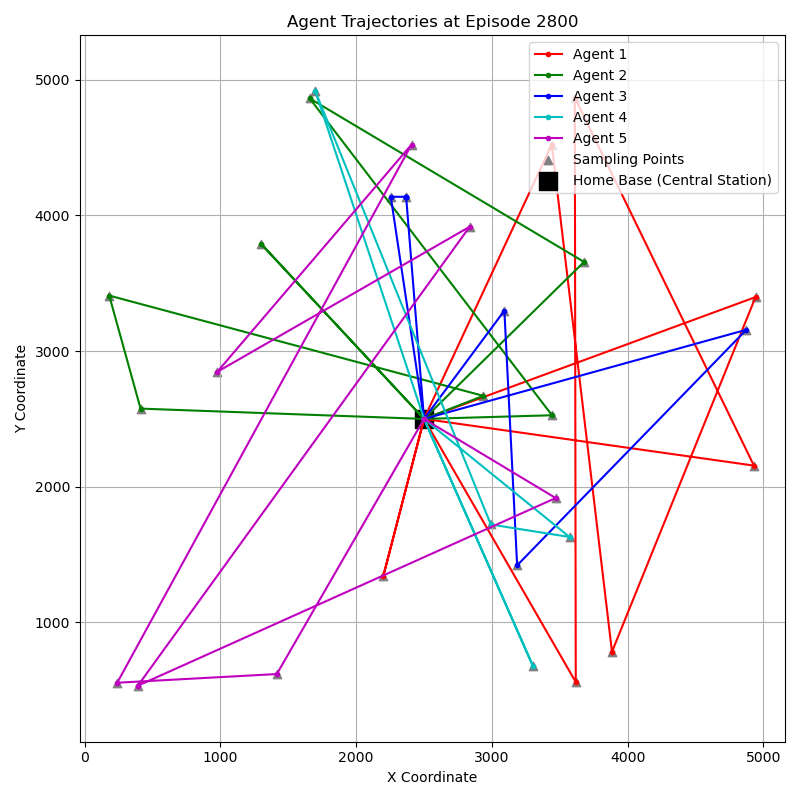 Agent Trajectories at Episode 2800
Agent 1
Agent 2
Agent 3
Agent 4
Agent 5
Sampling Points
Home Base (Central Station)
Y Coordinate
5000
4000
3000
2000
1000
0 1000 2000 3000 4000 5000
X Coordinate